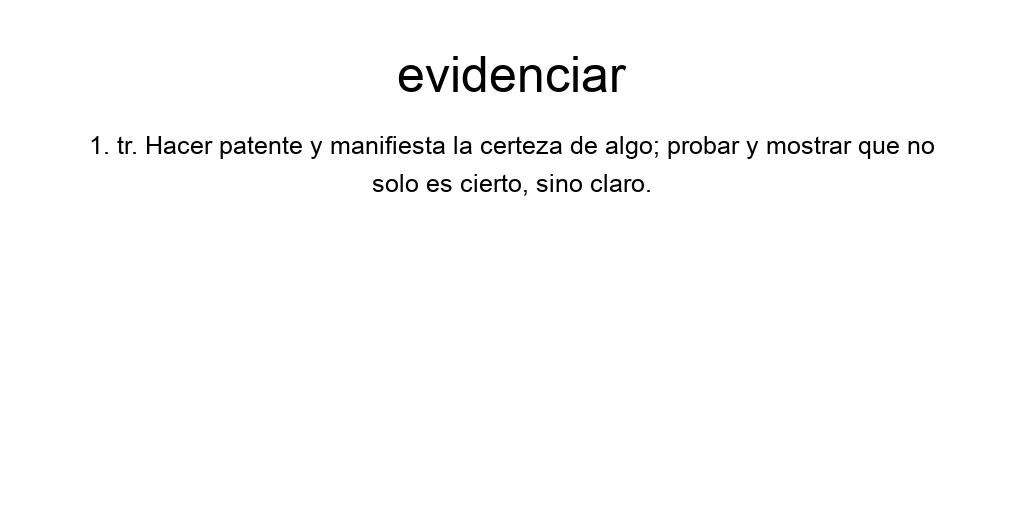 evidenciar
1. tr. Hacer patente y manifiesta la certeza de algo; probar y mostrar que no
solo es cierto, sino claro.